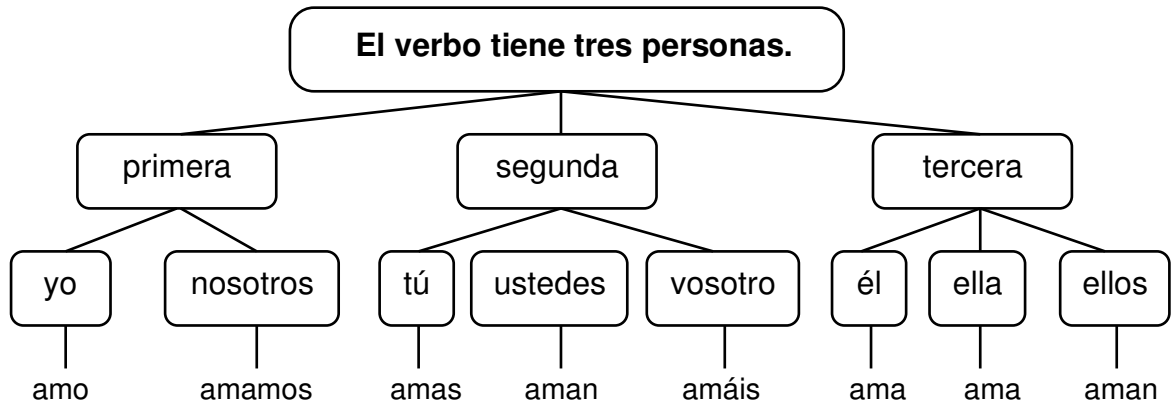 El verbo tiene tres personas.
primera segunda tercera
yo nosotros tú ustedes vosotro él ella ellos
amo amamos amas aman amáis ama ama aman